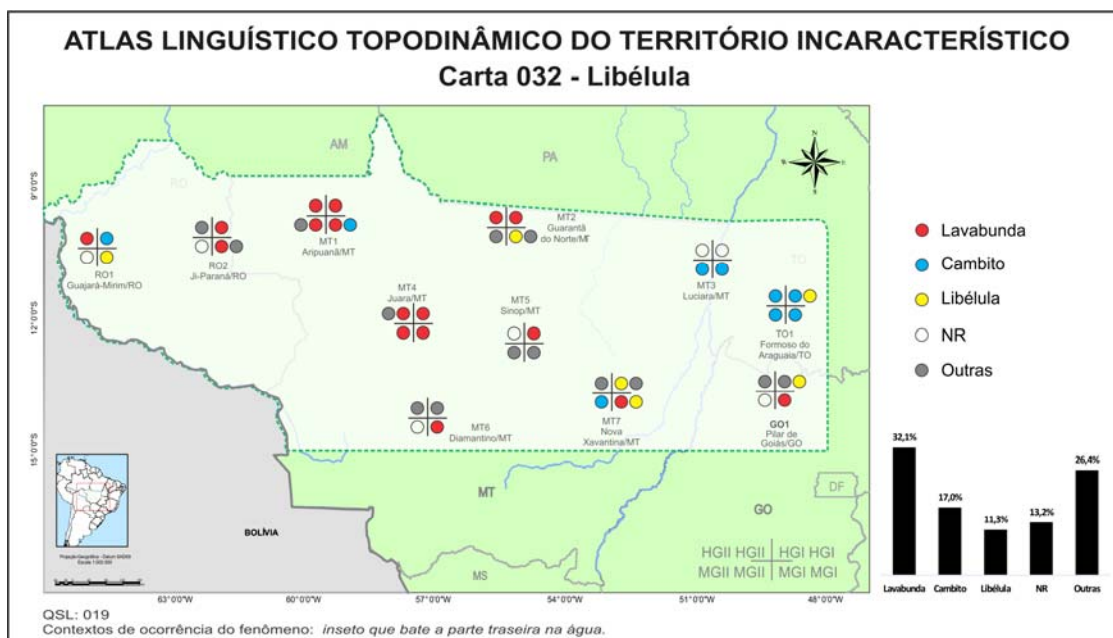 ATLAS LINGUÍSTICO TOPODINÂMICO DO TERRITÓRIO INCARACTERÍSTICO
Carta 032 - Libélula
AM
PA
RO
TO
9°0'0"S
12°0'0"S
15°0'0"S
RO1
Guajará-Mirim/RO
RO2
Ji-Paraná/RO
MT1
Aripuanã/MT
MT2
Guarantã
do Norte/MT
MT3
Luciara/MT
MT4
Juara/MT
MT5
Sinop/MT
TO1
Formoso do
Araguaia/TO
MT6
Diamantino/MT
MT7
Nova
Xavantina/MT
GO1
Pilar de
Goiás/GO
Lavabunda
Cambito
Libélula
NR
Outras
32,1%
17,0%
11,3%
13,2%
26,4%
Lavabunda Cambito Libélula NR Outras
MT
GO
DF
MS
BOLÍVIA
HGII HGII HGI HGI
MGII MGII MGI MGI
63°0'0"W 60°0'0"W 57°0'0"W 54°0'0"W 51°0'0"W 48°0'0"W
QSL: 019
Contextos de ocorrência do fenômeno: inseto que bate a parte traseira na água.